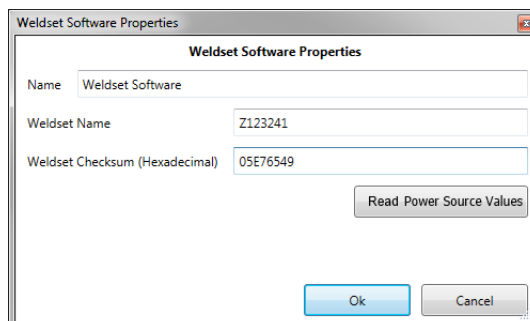 Weldset Software Properties
Weldset Software Properties
Name Weldset Software
Weldset Name Z123241
Weldset Checksum (Hexadecimal) 05E76549
Read Power Source Values
Ok Cancel